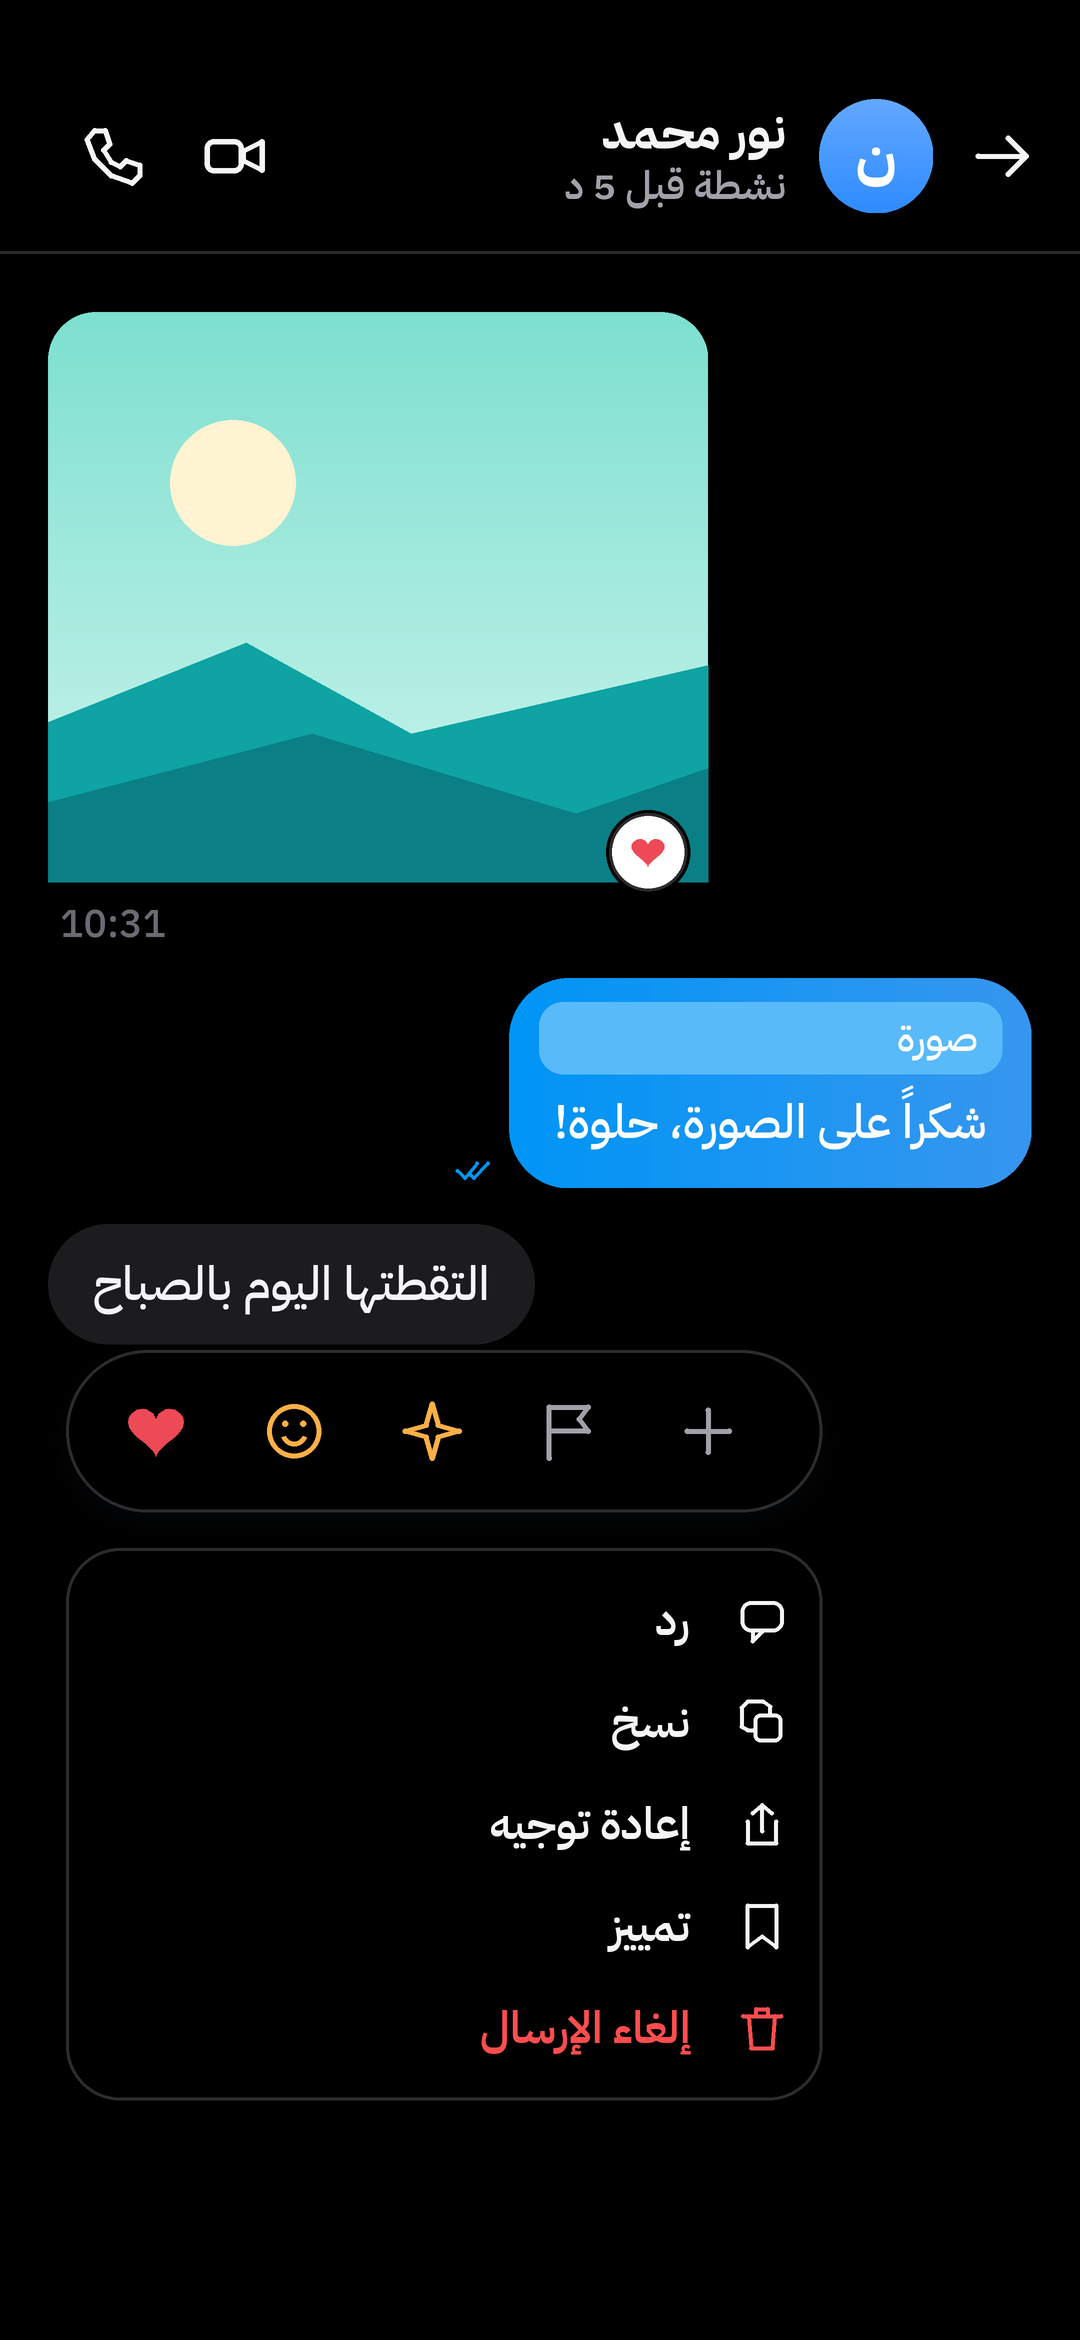 نور محمد
ن
نشطة قبل 5 د
10:31
صورة
شكراً على الصورة، حلوة!
التقطتها اليوم بالصباح
رد
نسخ
إعادة توجيه
تمييز
إلغاء الإرسال